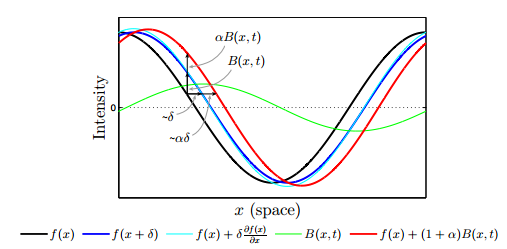 αB(x, t)
B(x, t)
Intensity
0
~δ
~αδ
x (space)
f(x) f(x + δ) f(x) + δ ∂f(x)/∂x B(x, t) f(x) + (1 + α)B(x, t)